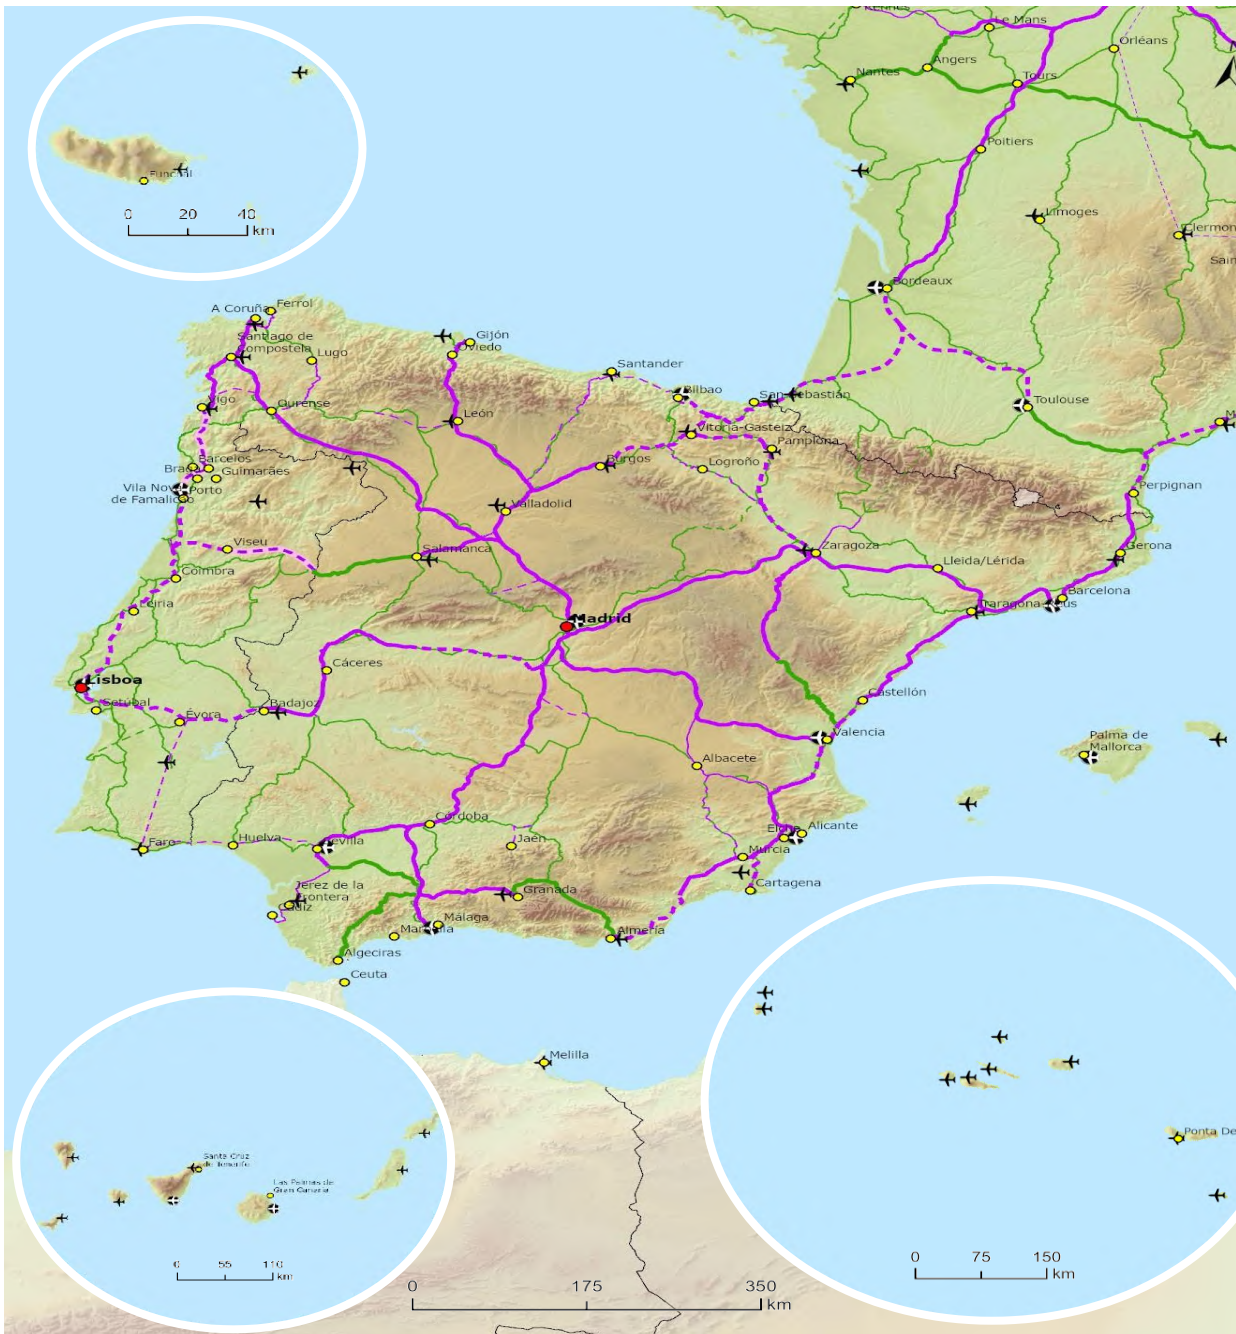 Le Mans
Orléans
Angers
Nantes
Tours
Poitiers
Limoges
Bordeaux
Toulouse
Perpignan
Funchal
0 20 40
km
Ferrol
A Coruña
Santiago de
Compostela
Lugo
Gijón
Oviedo
Santander
Bilbao
San Sebastián
Vigo
Ourense
León
Vitoria-Gasteiz
Pamplona
Burgos
Logroño
Barcelos
Braga
Guimarães
Vila Nova
de Famalicão
Porto
Valladolid
Viseu
Salamanca
Zaragoza
Lleida/Lérida
Gerona
Barcelona
Coimbra
Leiria
Madrid
Cáceres
Lisboa
Setúbal
Évora
Badajoz
Castellón
Valencia
Palma de
Mallorca
Albacete
Córdoba
Jaén
Elche
Alicante
Murcia
Cartagena
Faro
Huelva
Sevilla
Jerez de la
Frontera
Cádiz
Granada
Málaga
Almería
Algeciras
Ceuta
Melilla
Santa Cruz
de Tenerife
Las Palmas de
Gran Canaria
0 55 110
km
0 175 350
km
0 75 150
km
Ponta De